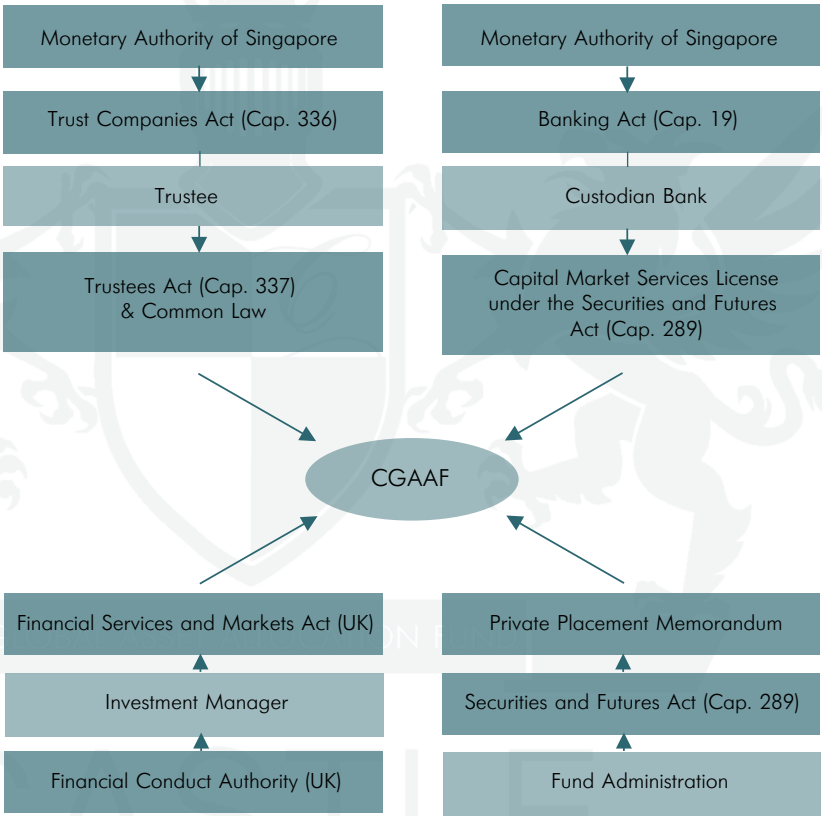 Monetary Authority of Singapore
Trust Companies Act (Cap. 336)
Trustee
Trustees Act (Cap. 337)
& Common Law
Monetary Authority of Singapore
Banking Act (Cap. 19)
Custodian Bank
Capital Market Services License
under the Securities and Futures
Act (Cap. 289)
CGAAF
Financial Services and Markets Act (UK)
Investment Manager
Financial Conduct Authority (UK)
Private Placement Memorandum
Securities and Futures Act (Cap. 289)
Fund Administration